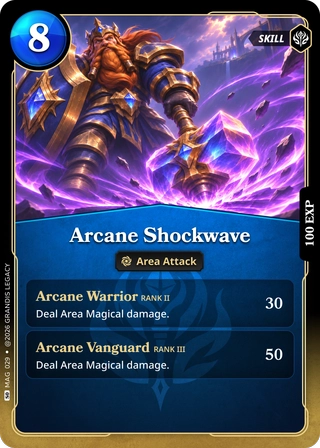 8
SKILL
100 EXP
Arcane Shockwave
Area Attack
Arcane Warrior RANK II
30
Deal Area Magical damage.
Arcane Vanguard RANK III
50
Deal Area Magical damage.
MAG 029 • @2026 GRANDIS LEGACY